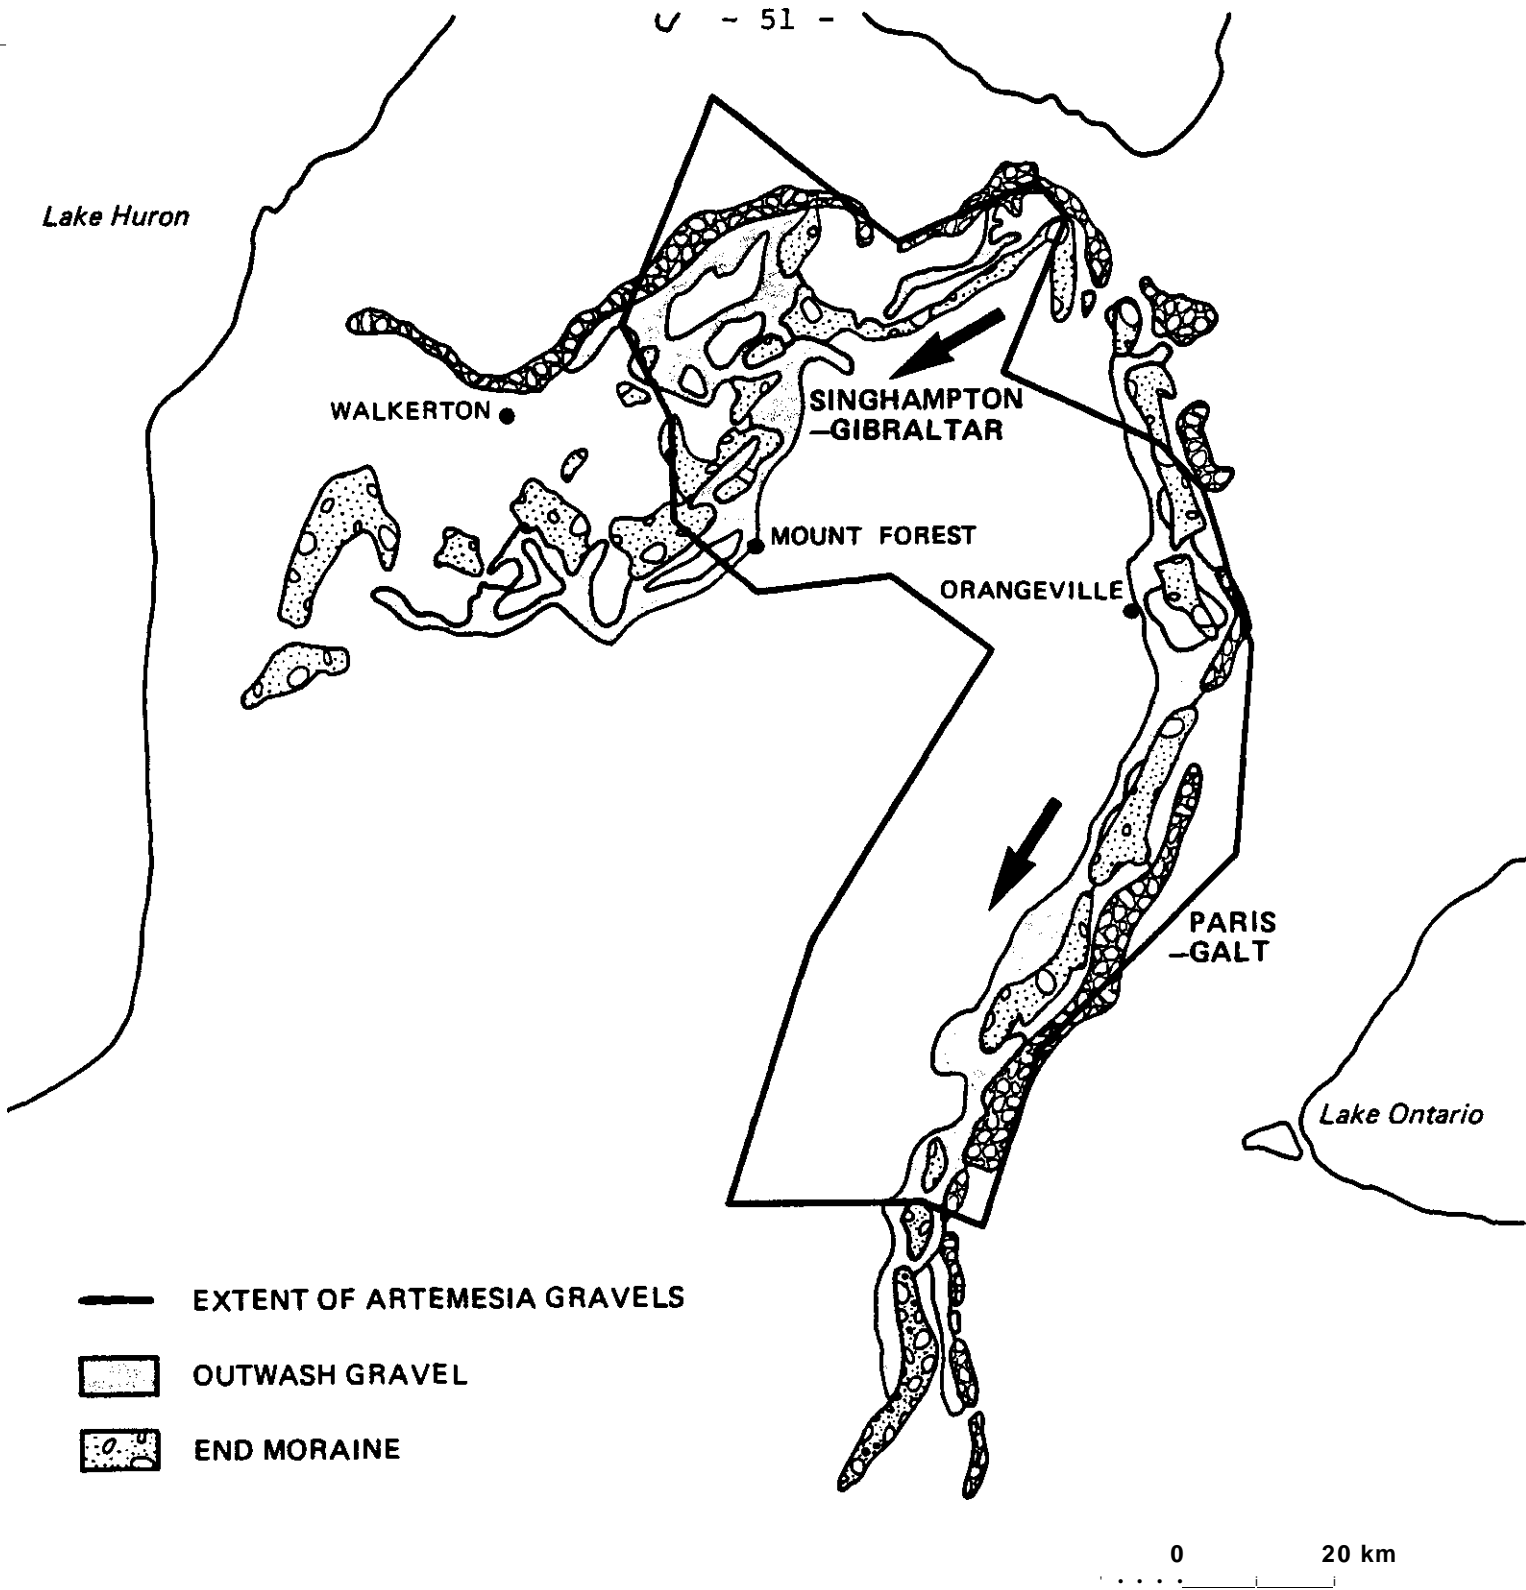 ~ 51 -
Lake Huron
WALKERTON
SINGHAMPTON
–GIBRALTAR
MOUNT FOREST
ORANGEVILLE
PARIS
–GALT
Lake Ontario
EXTENT OF ARTEMESIA GRAVELS
OUTWASH GRAVEL
END MORAINE
0 20 km